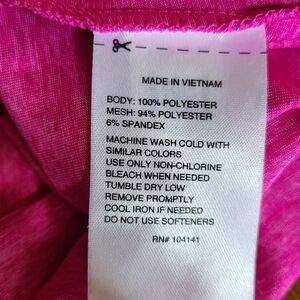 MADE IN VIETNAM
BODY: 100% POLYESTER
MESH: 94% POLYESTER
6% SPANDEX
MACHINE WASH COLD WITH
SIMILAR COLORS
USE ONLY NON-CHLORINE
BLEACH WHEN NEEDED
TUMBLE DRY LOW
REMOVE PROMPTLY
COOL IRON IF NEEDED
DO NOT USE SOFTENERS
RN# 104141